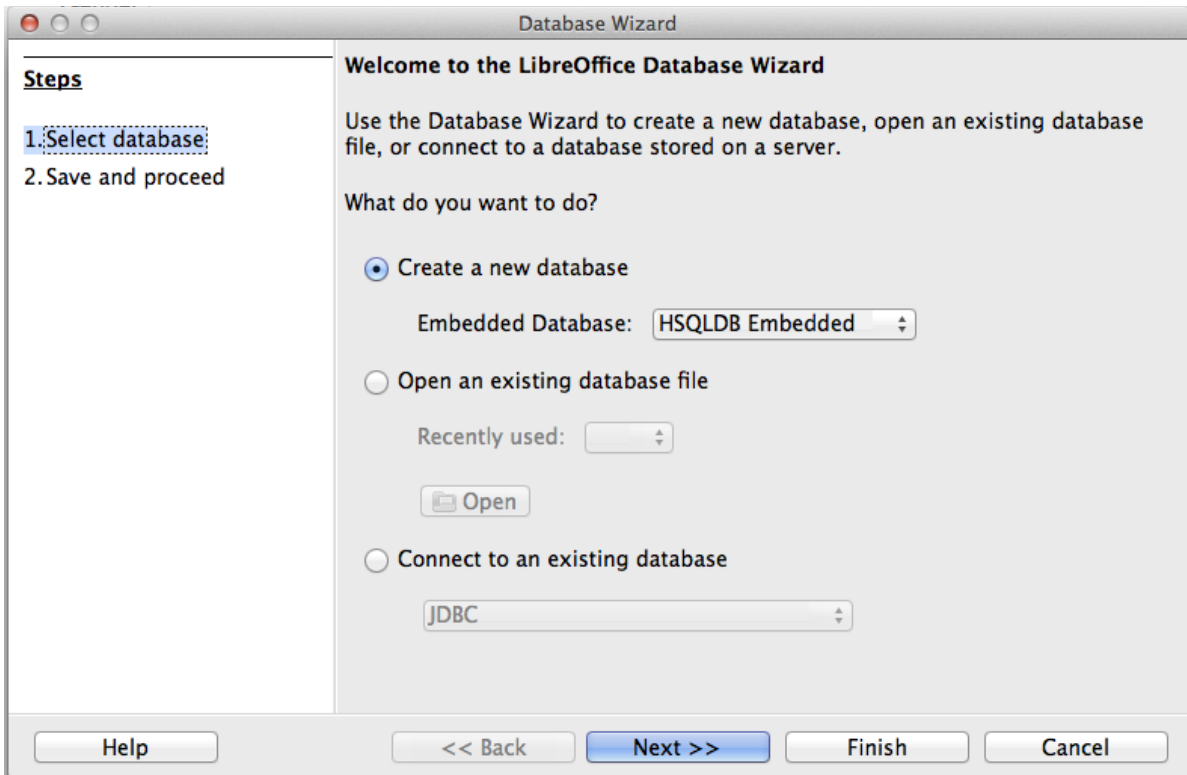 Database Wizard
Steps
1. Select database
2. Save and proceed
Welcome to the LibreOffice Database Wizard
Use the Database Wizard to create a new database, open an existing database
file, or connect to a database stored on a server.
What do you want to do?
Create a new database
Embedded Database: HSQLDB Embedded
Open an existing database file
Recently used:
Open
Connect to an existing database
JDBC
Help << Back Next >> Finish Cancel